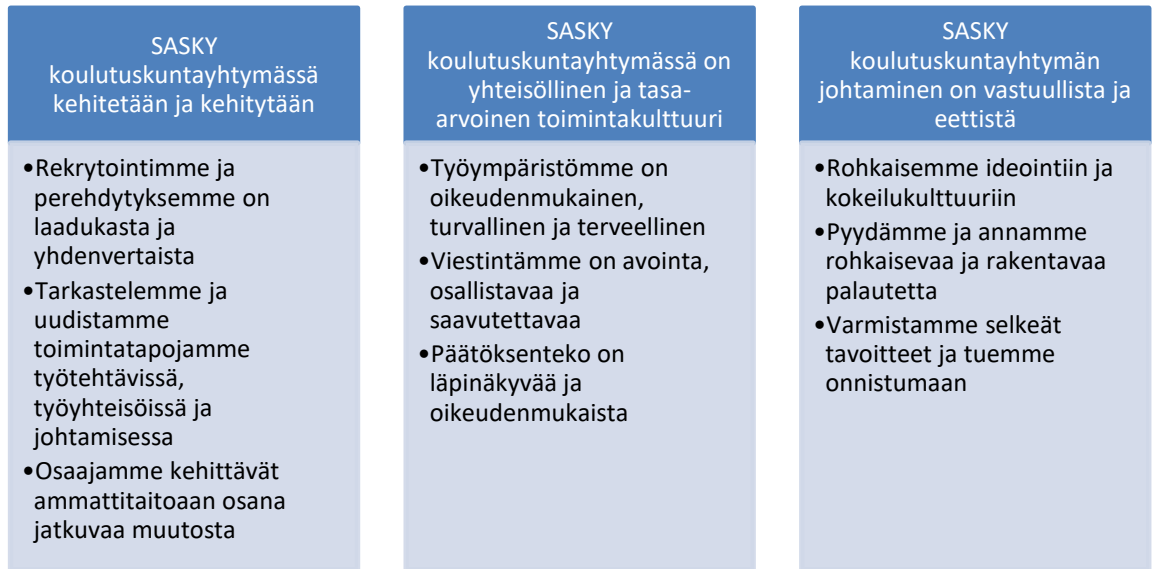 SASKY
koulutuskuntayhtymässä
kehitetään ja kehitytään
•Rekrytointimme ja
perehdytyksemme on
laadukasta ja
yhdenvertaista
•Tarkastelemme ja
uudistamme
toimintatapojamme
työtehtävissä,
työyhteisöissä ja
johtamisessa
•Osaajamme kehittävät
ammattitaitoaan osana
jatkuvaa muutosta
SASKY
koulutuskuntayhtymässä on
yhteisöllinen ja tasa-
arvoinen toimintakulttuuri
•Työympäristömme on
oikeudenmukainen,
turvallinen ja terveellinen
•Viestintämme on avointa,
osallistavaa ja
saavutettavaa
•Päätöksenteko on
läpinäkyvää ja
oikeudenmukaista
SASKY
koulutuskuntayhtymän
johtaminen on vastuullista ja
eettistä
•Rohkaisemme ideointiin ja
kokeilukulttuuriin
•Pyydämme ja annamme
rohkaisevaa ja rakentavaa
palautetta
•Varmistamme selkeät
tavoitteet ja tuemme
onnistumaan